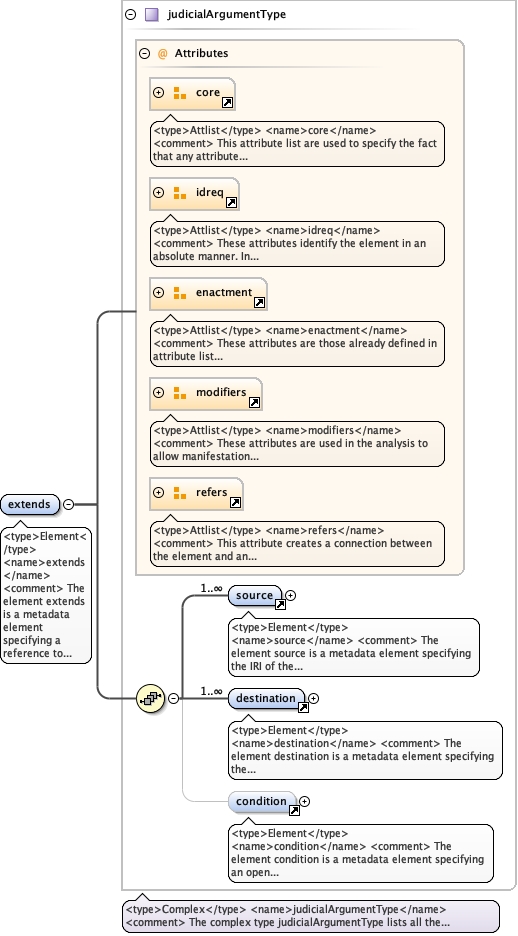 judicialArgumentType
@ Attributes
core
<type>Attlist</type> <name>core</name>
<comment> This attribute list are used to specify the fact
that any attribute...
idreq
<type>Attlist</type> <name>idreq</name>
<comment> These attributes identify the element in an
absolute manner. In...
enactment
<type>Attlist</type> <name>enactment</name>
<comment> These attributes are those already defined in
attribute list...
modifiers
<type>Attlist</type> <name>modifiers</name>
<comment> These attributes are used in the analysis to
allow manifestation...
refers
<type>Attlist</type> <name>refers</name>
<comment> This attribute creates a connection between
the element and an...
extends
<type>Element<
/type>
<name>extends
</name>
<comment> The
element extends
is a metadata
element
specifying a
reference to...
1..∞
source
<type>Element</type>
<name>source</name> <comment> The
element source is a metadata element specifying
the IRI of the...
1..∞
destination
<type>Element</type>
<name>destination</name> <comment> The
element destination is a metadata element specifying
the...
condition
<type>Element</type>
<name>condition</name> <comment> The
element condition is a metadata element specifying
an open...
<type>Complex</type> <name>judicialArgumentType</name>
<comment> The complex type judicialArgumentType lists all the...